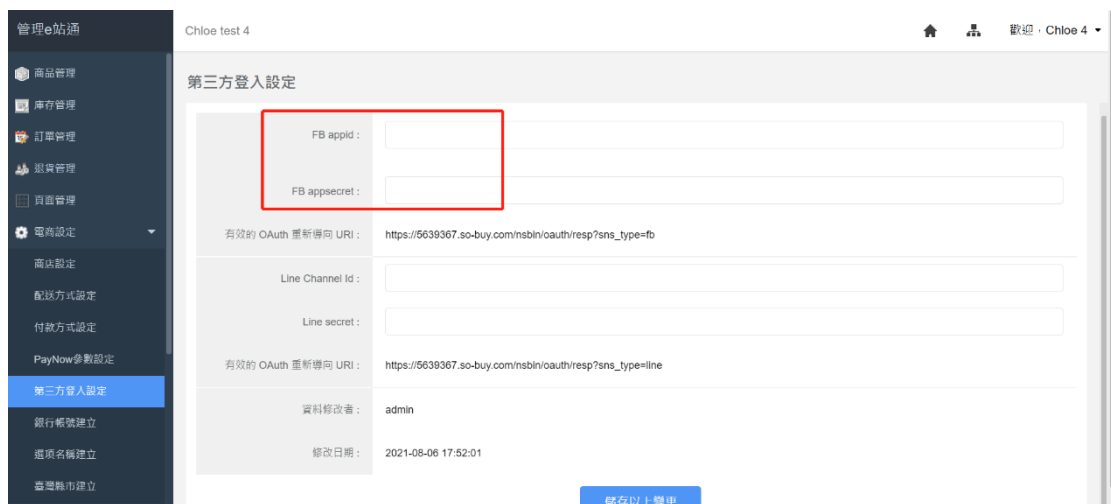 管理e站通
Chloe test 4
歡迎，Chloe 4
商品管理
庫存管理
訂單管理
退貨管理
頁面管理
電商設定
商店設定
配送方式設定
付款方式設定
PayNow參數設定
第三方登入設定
銀行帳號建立
選項名稱建立
臺灣縣市建立
第三方登入設定
FB appid :
FB appsecret :
有效的 OAuth 重新導向 URI : https://5639367.so-buy.com/nsbin/oauth/resp?sns_type=fb
Line Channel Id :
Line secret :
有效的 OAuth 重新導向 URI : https://5639367.so-buy.com/nsbin/oauth/resp?sns_type=line
資料修改者 : admin
修改日期 : 2021-08-06 17:52:01
儲存以上變更